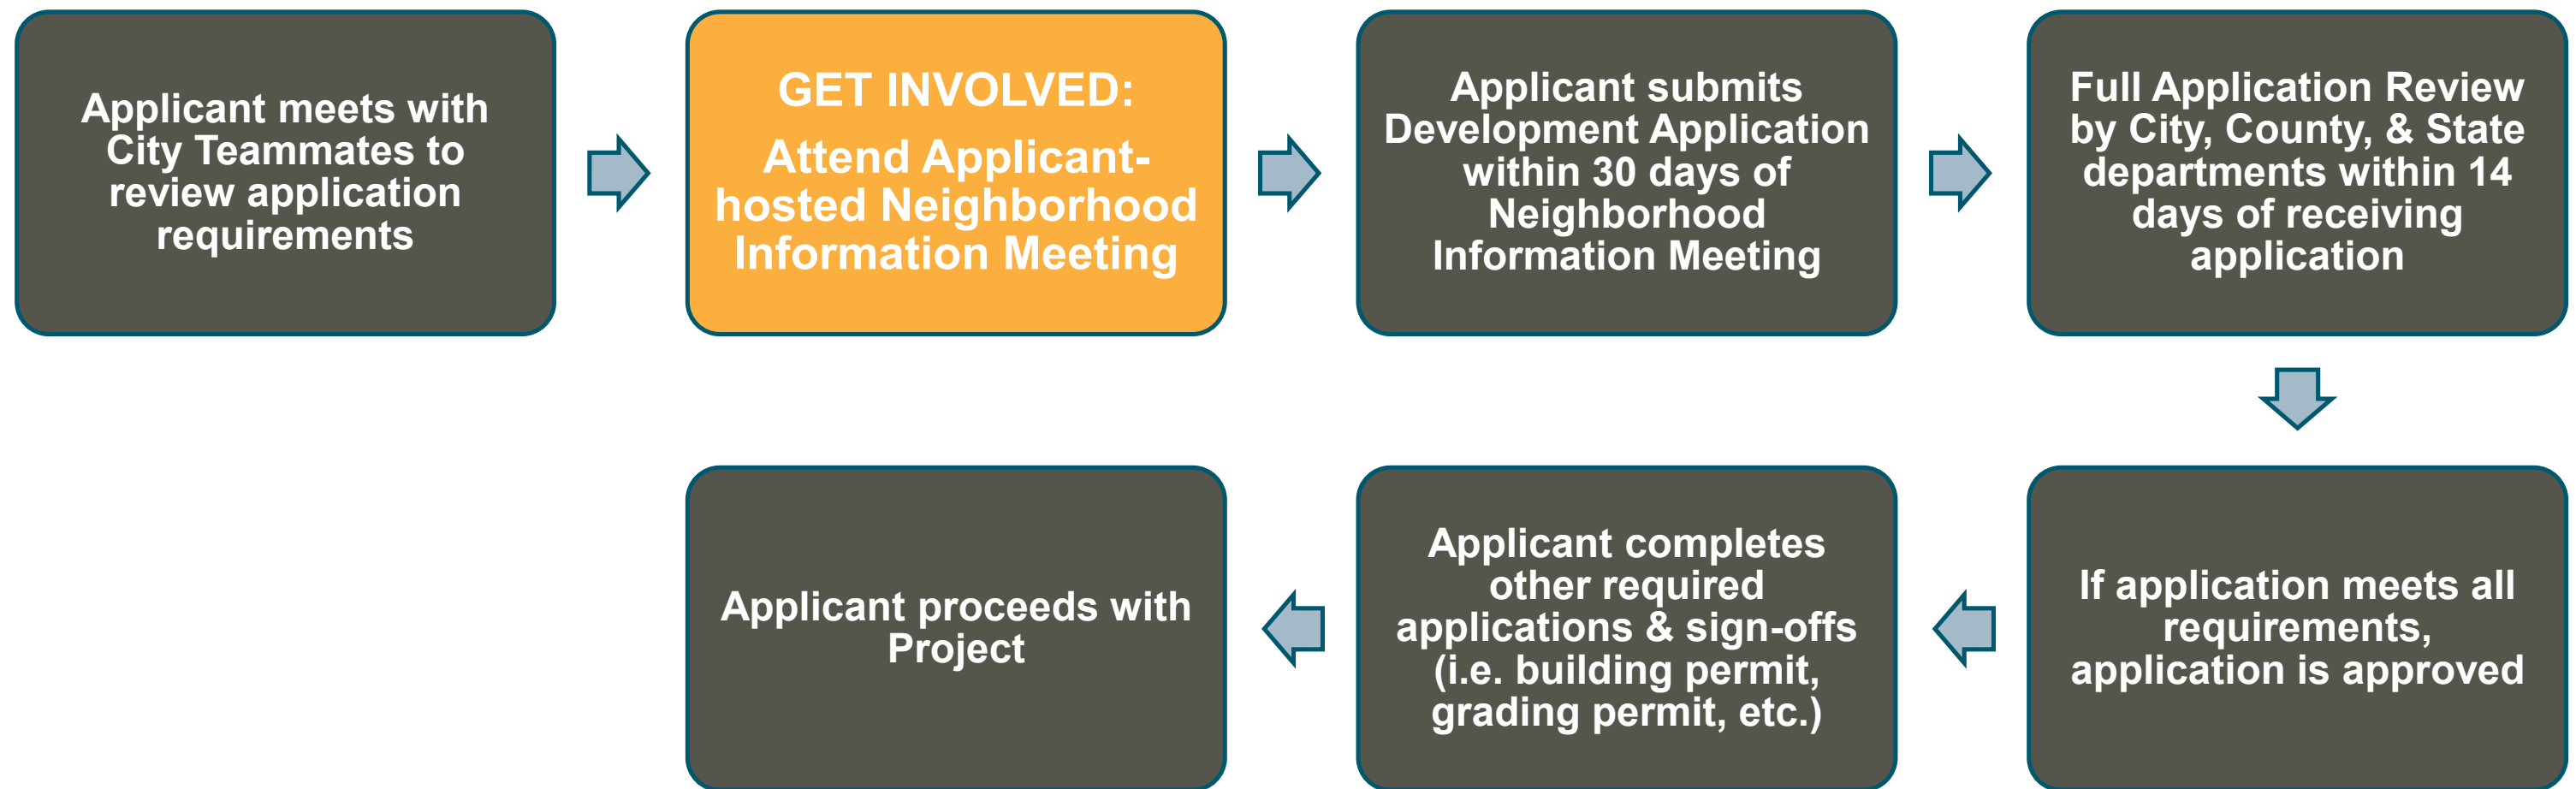 Applicant meets with
City Teammates to
review application
requirements
GET INVOLVED:
Attend Applicant-
hosted Neighborhood
Information Meeting
Applicant submits
Development Application
within 30 days of
Neighborhood
Information Meeting
Full Application Review
by City, County, & State
departments within 14
days of receiving
application
If application meets all
requirements,
application is approved
Applicant completes
other required
applications & sign-offs
(i.e. building permit,
grading permit, etc.)
Applicant proceeds with
Project